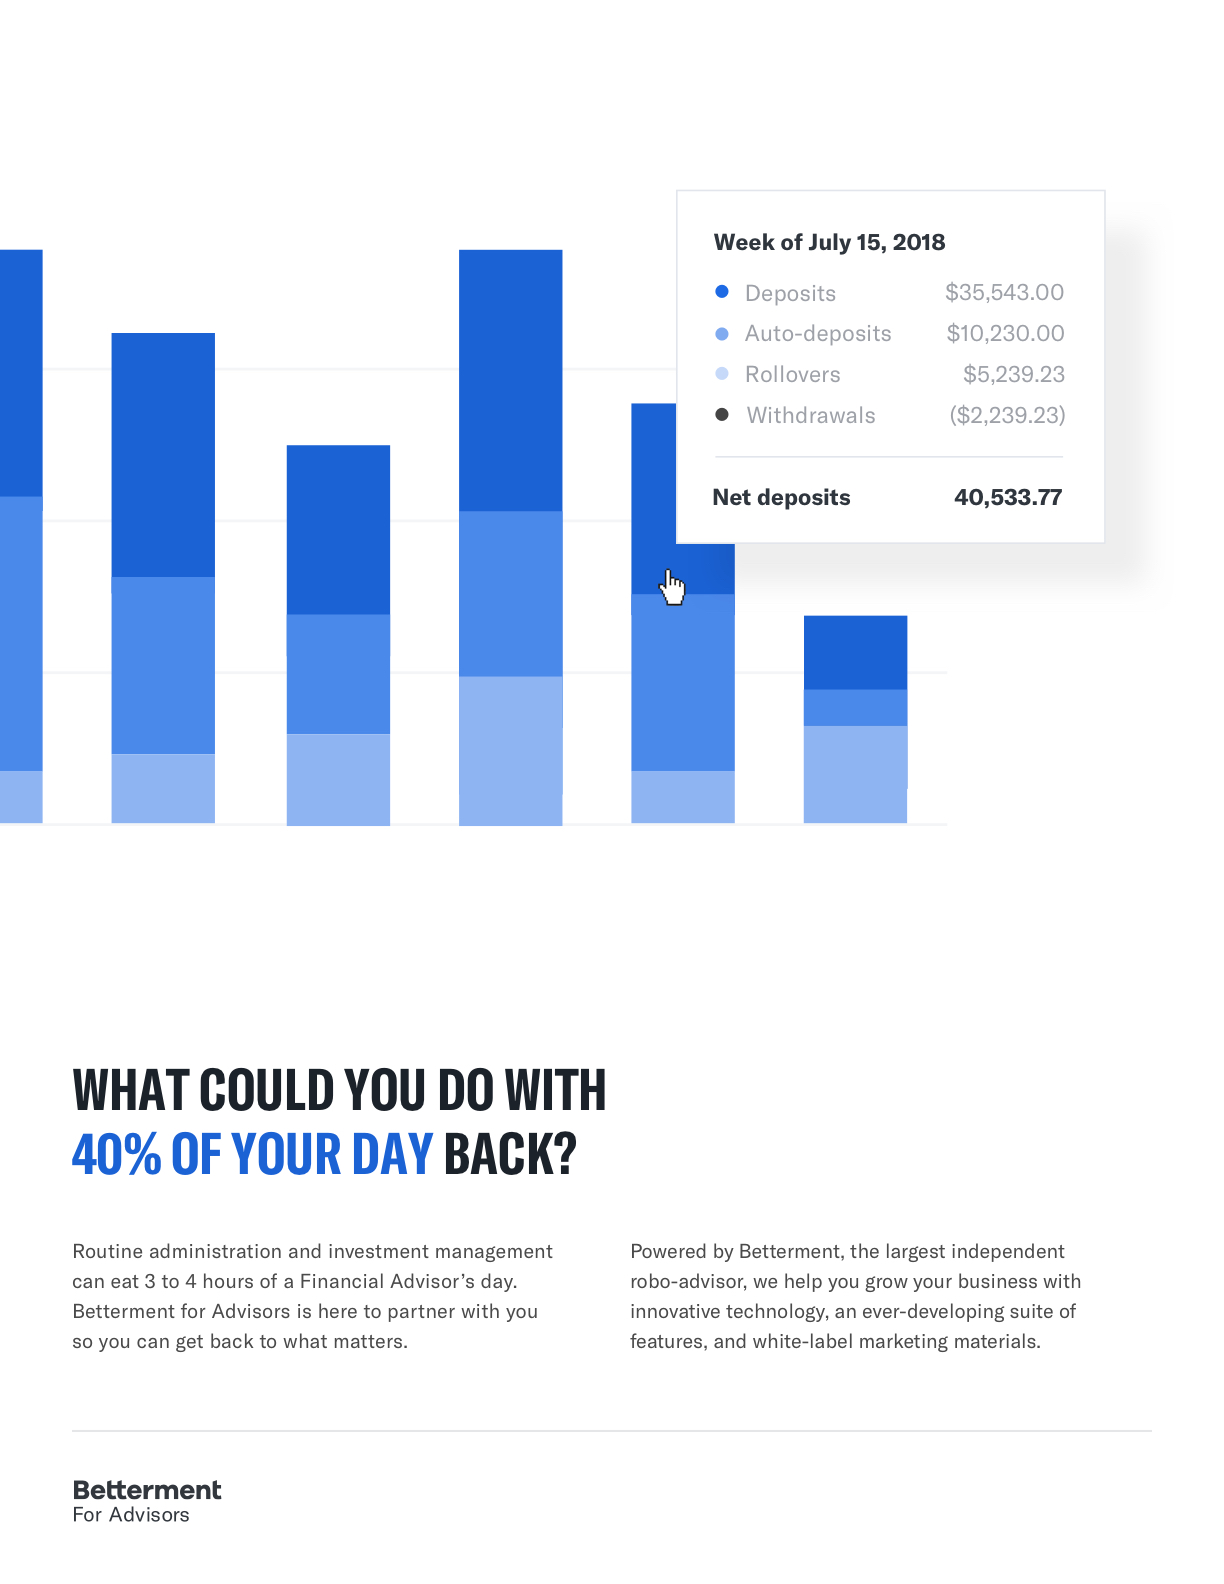 Week of July 15, 2018
Deposits $35,543.00
Auto-deposits $10,230.00
Rollovers $5,239.23
Withdrawals ($2,239.23)
Net deposits 40,533.77
WHAT COULD YOU DO WITH
40% OF YOUR DAY BACK?
Routine administration and investment management
can eat 3 to 4 hours of a Financial Advisor’s day.
Betterment for Advisors is here to partner with you
so you can get back to what matters.
Powered by Betterment, the largest independent
robo-advisor, we help you grow your business with
innovative technology, an ever-developing suite of
features, and white-label marketing materials.
Betterment
For Advisors